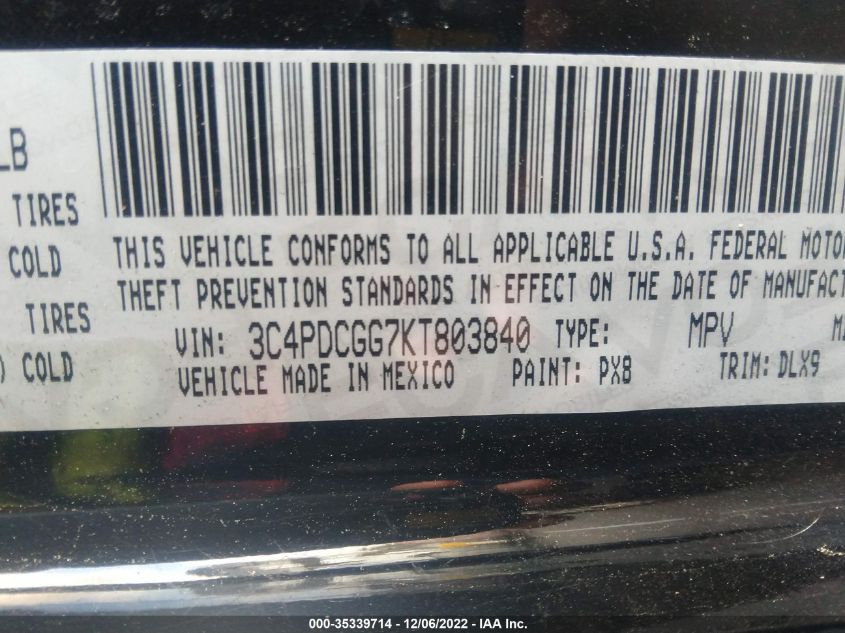 LB
TIRES
COLD
TIRES
) COLD
THIS VEHICLE CONFORMS TO ALL APPLICABLE U.S.A. FEDERAL MOTOR
THEFT PREVENTION STANDARDS IN EFFECT ON THE DATE OF MANUFACT
VIN: 3C4PDCGG7KT803840 TYPE: MPV
VEHICLE MADE IN MEXICO PAINT: PX8 TRIM: DLX9
000-35339714 - 12/06/2022 - IAA Inc.